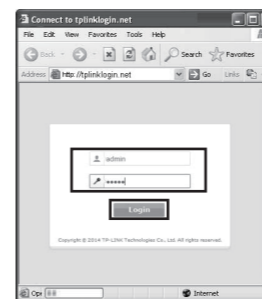 Connect to tplinklogin.net
File Edit View Favorites Tools Help
Back Search Favorites
Address http://tplinklogin.net Go Links
admin
•••••
Login
Copyright © 2014 TP-LINK Technologies Co., Ltd. All rights reserved.
Opi Internet